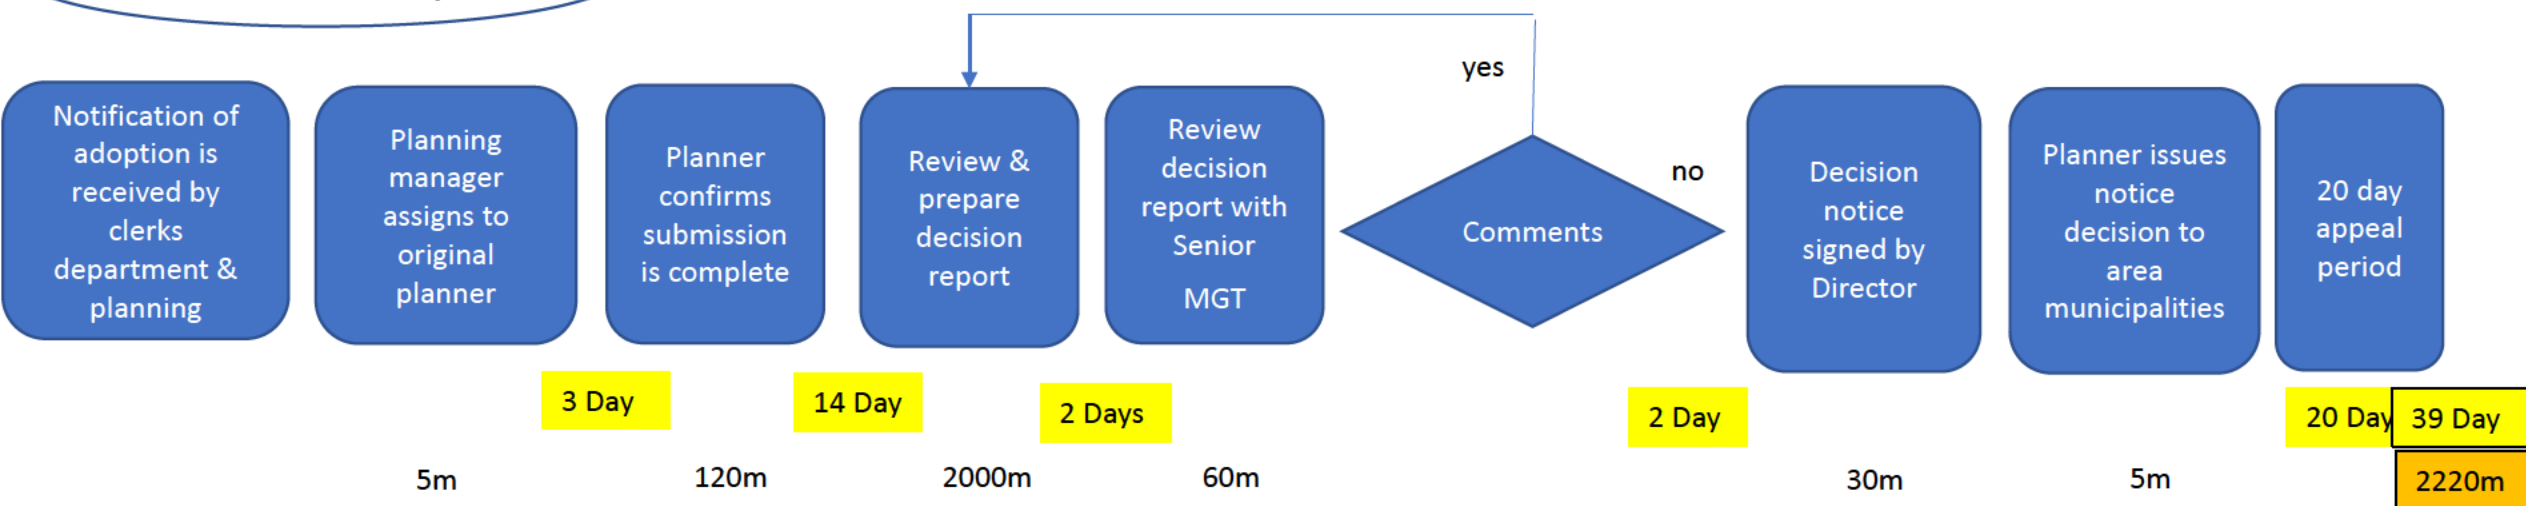 Notification of
adoption is
received by
clerks
department &
planning
Planning
manager
assigns to
original
planner
Planner
confirms
submission
is complete
Review &
prepare
decision
report
Review
decision
report with
Senior
MGT
yes
Comments
no
Decision
notice
signed by
Director
Planner issues
notice
decision to
area
municipalities
20 day
appeal
period
3 Day
14 Day
2 Days
2 Day
20 Day
39 Day
5m
120m
2000m
60m
30m
5m
2220m